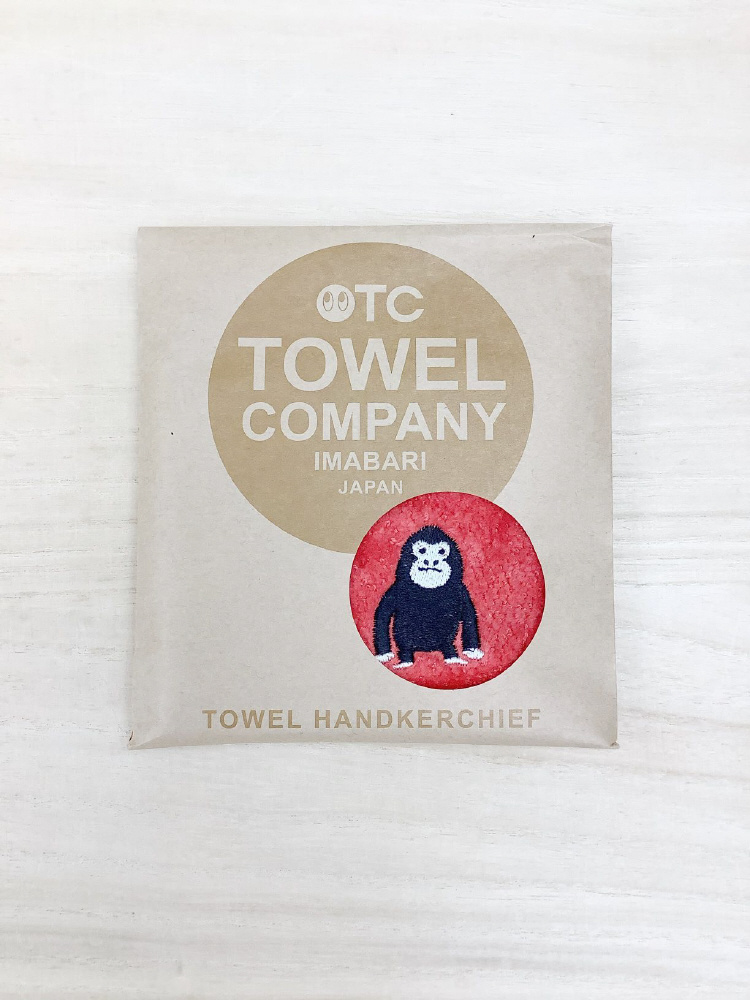 OTC
TOWEL
COMPANY
IMABARI
JAPAN
TOWEL HANDKERCHIEF